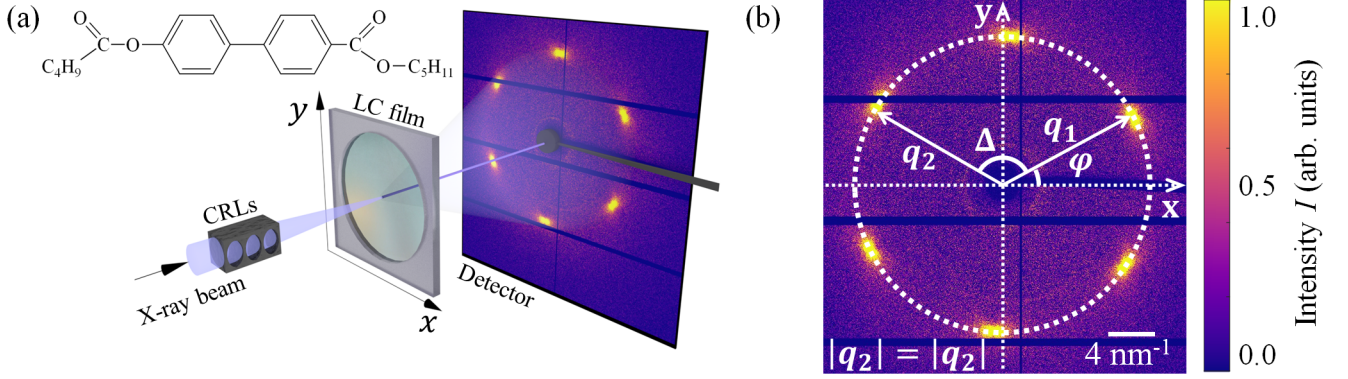 (a)
O
C
O
C₄H₉
C
O
O
C₅H₁₁
y
LC film
CRLs
X-ray beam
x
Detector
(b)
y
q₂
Δ
q₁
φ
x
|q₂| = |q₂|
4 nm⁻¹
1.0
0.5
0.0
Intensity I (arb. units)